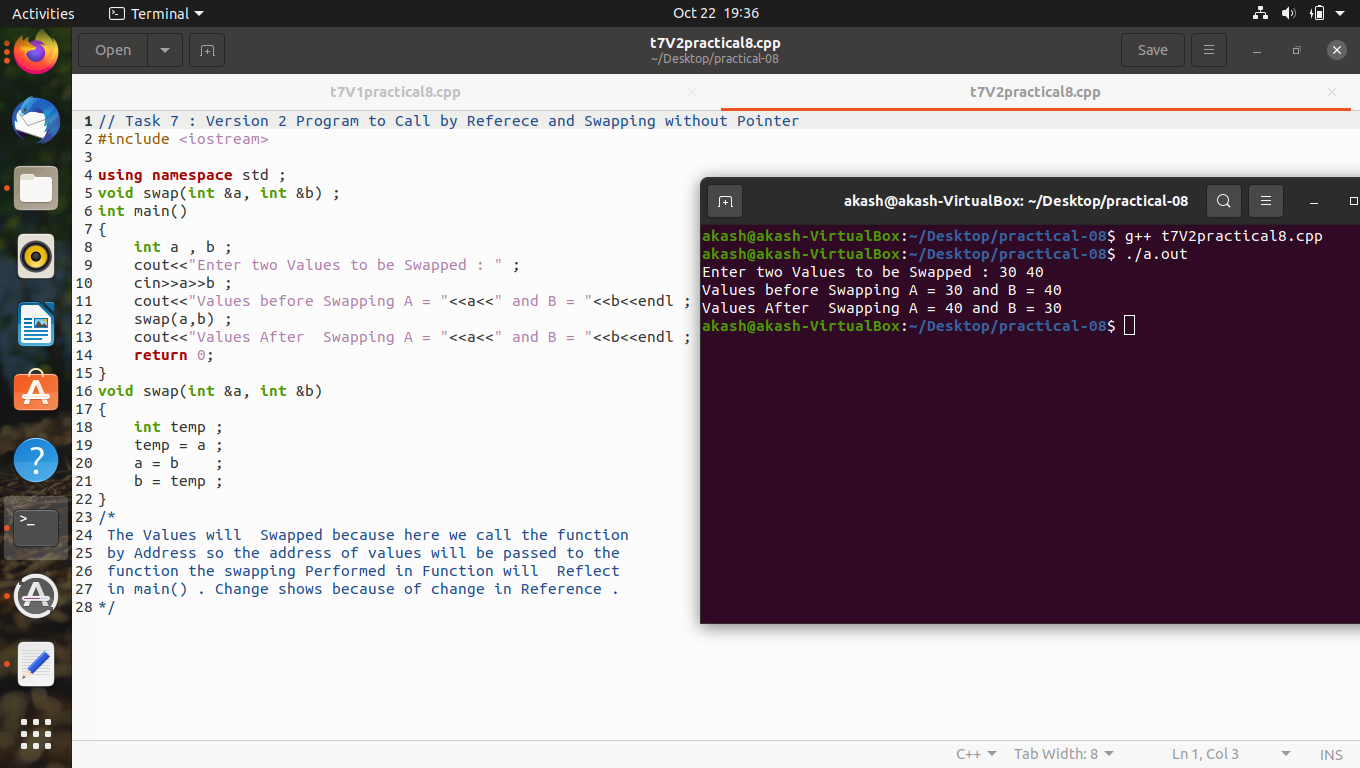 Activities Terminal Oct 22 19:36
Open t7V2practical8.cpp Save
~/Desktop/practical-08
t7V1practical8.cpp t7V2practical8.cpp
1 // Task 7 : Version 2 Program to Call by Referece and Swapping without Pointer
2 #include <iostream>
3
4 using namespace std ;
5 void swap(int &a, int &b) ;
6 int main()
7 {
8     int a , b ;
9     cout<<"Enter two Values to be Swapped : " ;
10     cin>>a>>b ;
11     cout<<"Values before Swapping A = "<<a<<" and B = "<<b<<endl ;
12     swap(a,b) ;
13     cout<<"Values After  Swapping A = "<<a<<" and B = "<<b<<endl ;
14     return 0;
15 }
16 void swap(int &a, int &b)
17 {
18     int temp ;
19     temp = a ;
20     a = b    ;
21     b = temp ;
22 }
23 /*
24  The Values will  Swapped because here we call the function
25  by Address so the address of values will be passed to the
26  function the swapping Performed in Function will  Reflect
27  in main() . Change shows because of change in Reference .
28 */
akash@akash-VirtualBox: ~/Desktop/practical-08
akash@akash-VirtualBox:~/Desktop/practical-08$ g++ t7V2practical8.cpp
akash@akash-VirtualBox:~/Desktop/practical-08$ ./a.out
Enter two Values to be Swapped : 30 40
Values before Swapping A = 30 and B = 40
Values After  Swapping A = 40 and B = 30
akash@akash-VirtualBox:~/Desktop/practical-08$
C++ Tab Width: 8 Ln 1, Col 3 INS